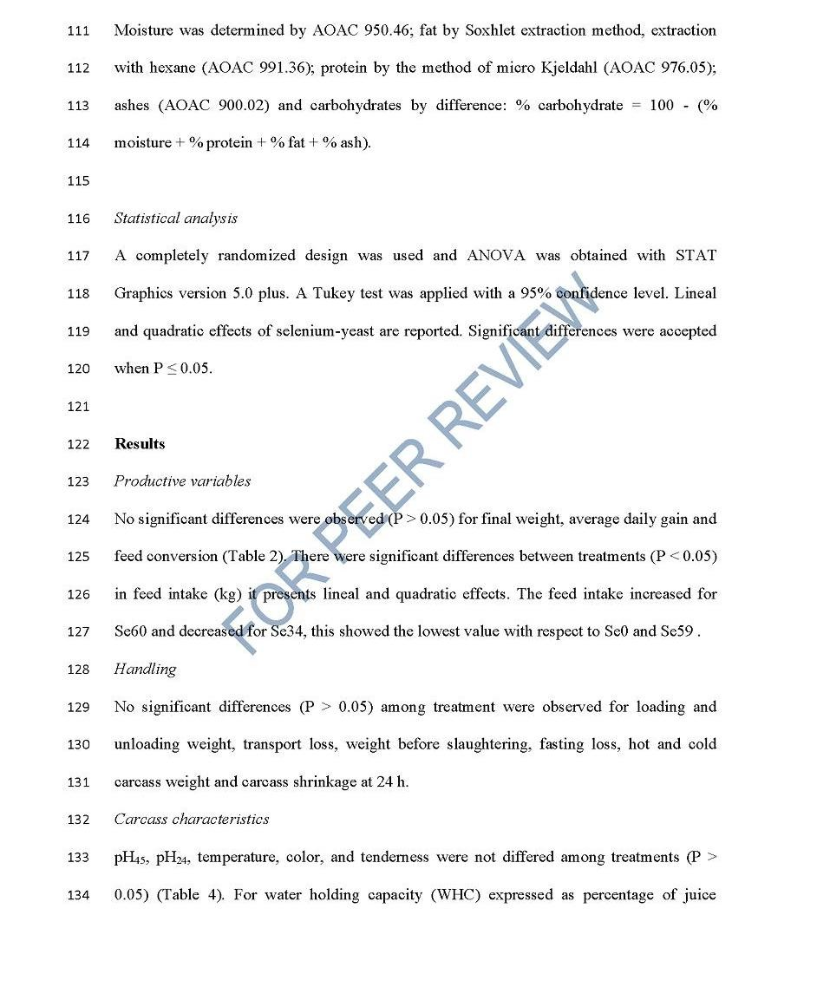 111 Moisture was determined by AOAC 950.46; fat by Soxhlet extraction method, extraction
112 with hexane (AOAC 991.36); protein by the method of micro Kjeldahl (AOAC 976.05);
113 ashes (AOAC 900.02) and carbohydrates by difference: % carbohydrate = 100 - (%
114 moisture + % protein + % fat + % ash).
115
116 Statistical analysis
117 A completely randomized design was used and ANOVA was obtained with STAT
118 Graphics version 5.0 plus. A Tukey test was applied with a 95% confidence level. Lineal
119 and quadratic effects of selenium-yeast are reported. Significant differences were accepted
120 when P ≤ 0.05.
121
122 Results
123 Productive variables
124 No significant differences were observed (P > 0.05) for final weight, average daily gain and
125 feed conversion (Table 2). There were significant differences between treatments (P < 0.05)
126 in feed intake (kg) it presents lineal and quadratic effects. The feed intake increased for
127 Se60 and decreased for Se34, this showed the lowest value with respect to Se0 and Se59 .
128 Handling
129 No significant differences (P > 0.05) among treatment were observed for loading and
130 unloading weight, transport loss, weight before slaughtering, fasting loss, hot and cold
131 carcass weight and carcass shrinkage at 24 h.
132 Carcass characteristics
133 pH45, pH24, temperature, color, and tenderness were not differed among treatments (P >
134 0.05) (Table 4). For water holding capacity (WHC) expressed as percentage of juice
FOR PEER REVIEW